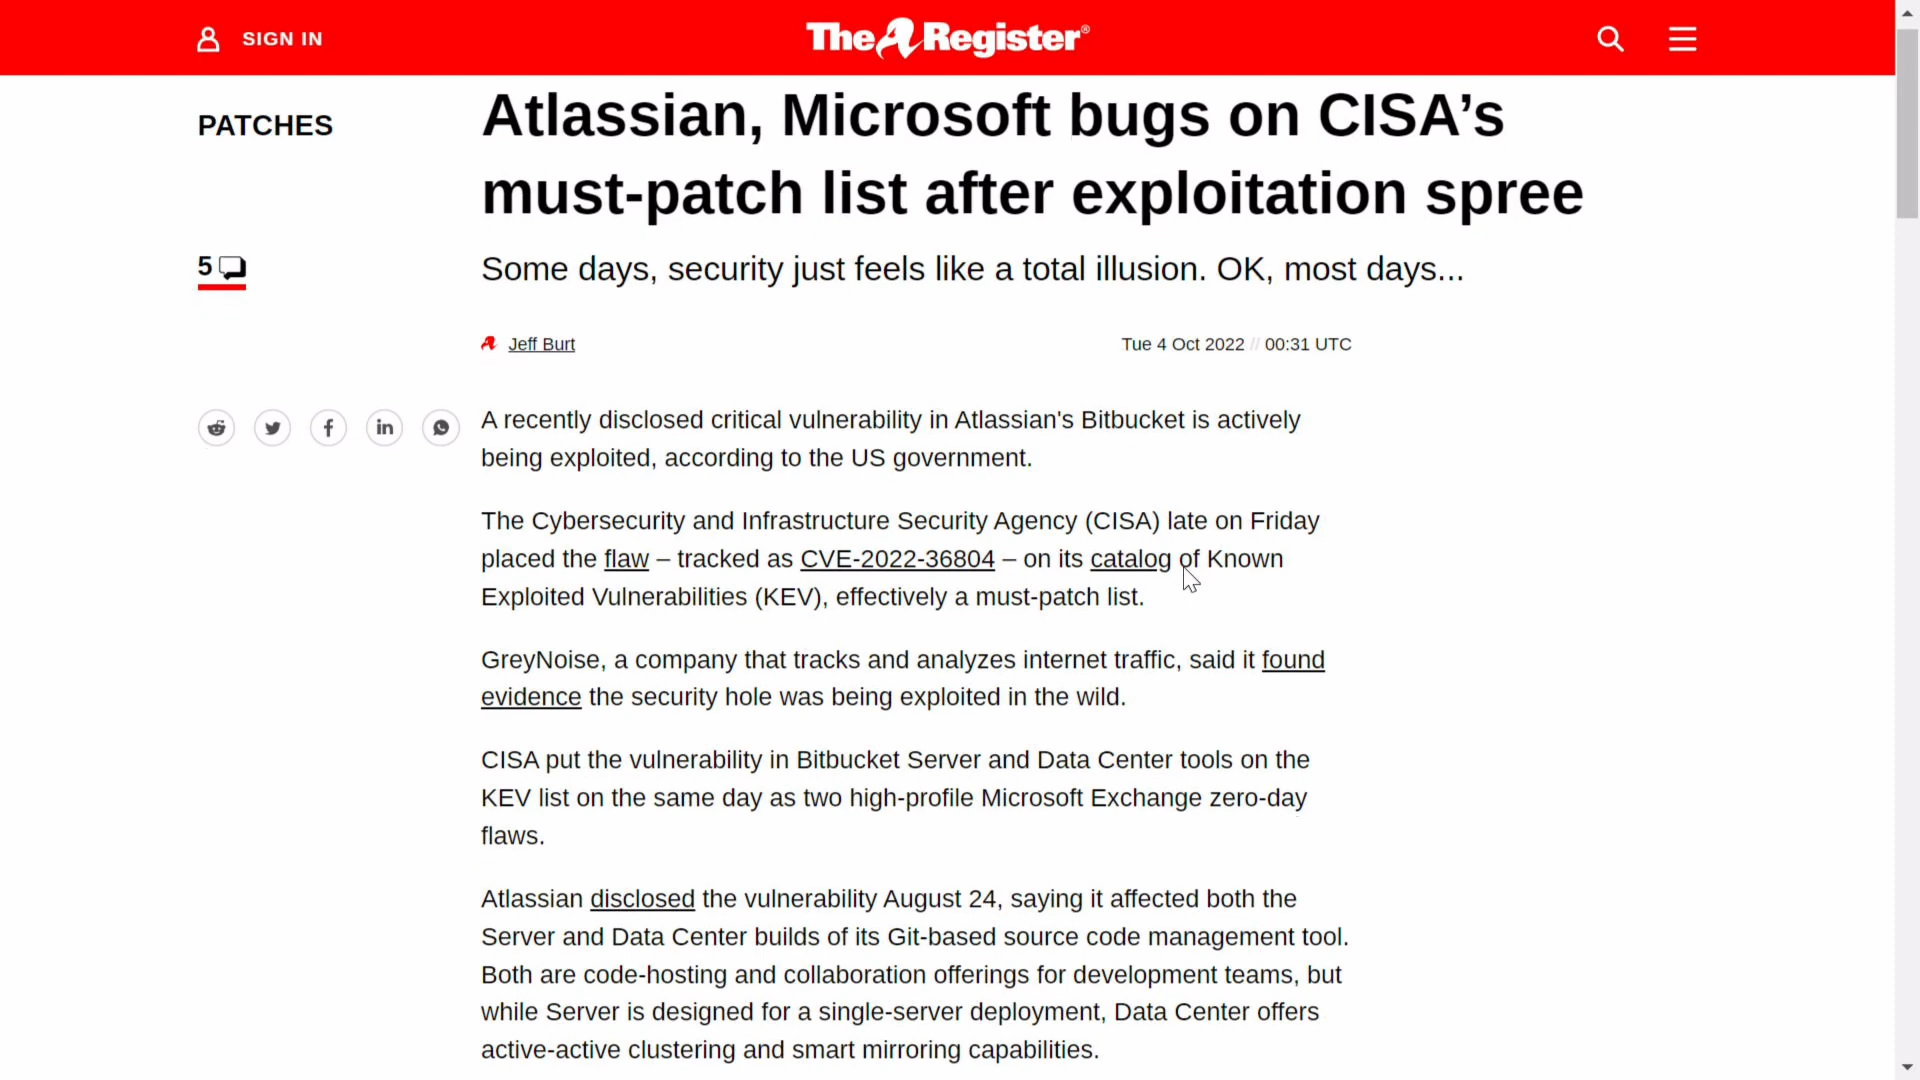 SIGN IN
The Register®
PATCHES
Atlassian, Microsoft bugs on CISA’s
must-patch list after exploitation spree
5
Some days, security just feels like a total illusion. OK, most days...
Jeff Burt
Tue 4 Oct 2022 // 00:31 UTC
A recently disclosed critical vulnerability in Atlassian's Bitbucket is actively
being exploited, according to the US government.
The Cybersecurity and Infrastructure Security Agency (CISA) late on Friday
placed the flaw – tracked as CVE-2022-36804 – on its catalog of Known
Exploited Vulnerabilities (KEV), effectively a must-patch list.
GreyNoise, a company that tracks and analyzes internet traffic, said it found
evidence the security hole was being exploited in the wild.
CISA put the vulnerability in Bitbucket Server and Data Center tools on the
KEV list on the same day as two high-profile Microsoft Exchange zero-day
flaws.
Atlassian disclosed the vulnerability August 24, saying it affected both the
Server and Data Center builds of its Git-based source code management tool.
Both are code-hosting and collaboration offerings for development teams, but
while Server is designed for a single-server deployment, Data Center offers
active-active clustering and smart mirroring capabilities.